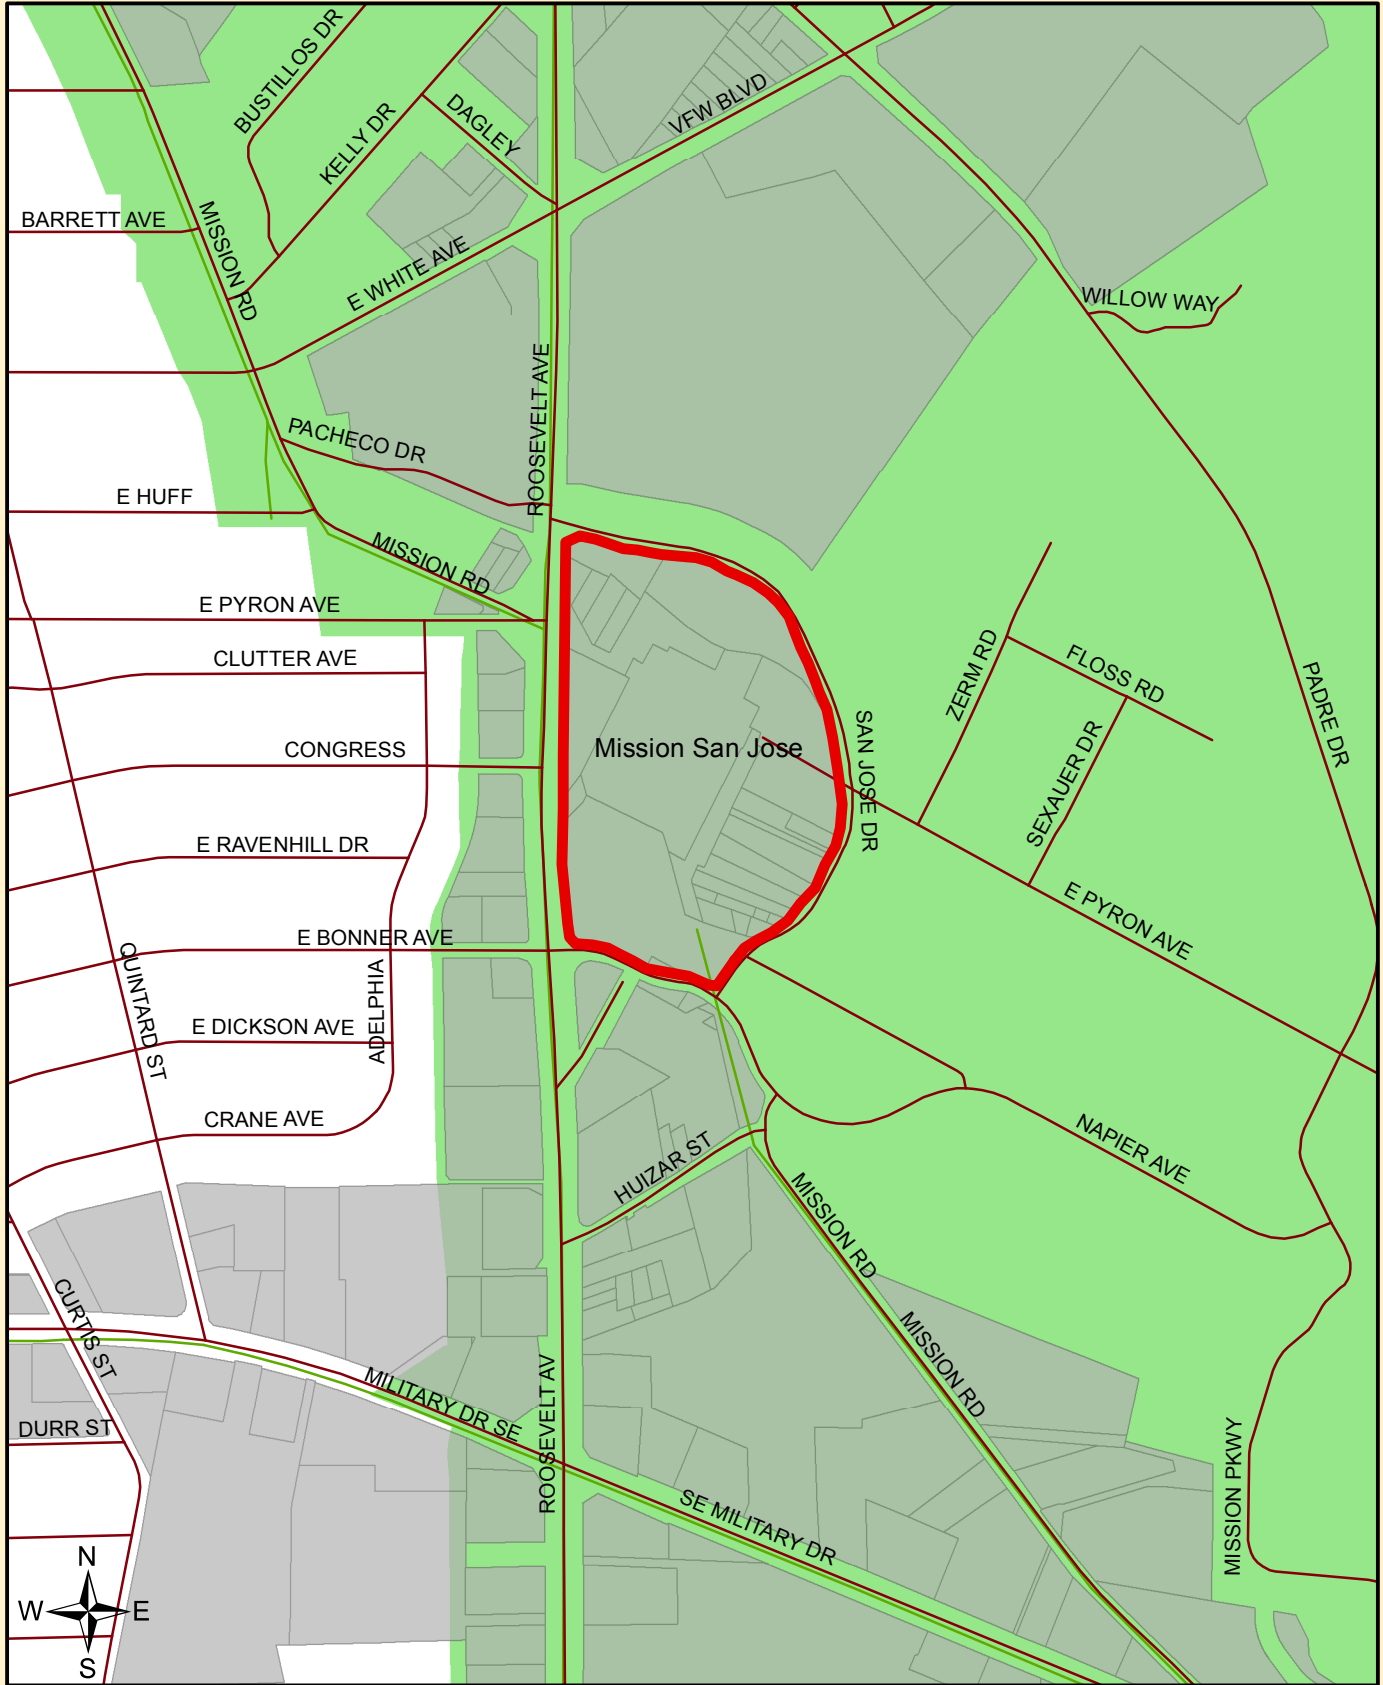 BUSTILLOS DR
KELLY DR
DAGLEY
VFW BLVD
BARRETT AVE
MISSION RD
E WHITE AVE
WILLOW WAY
ROOSEVELT AVE
PACHECO DR
E HUFF
MISSION RD
E PYRON AVE
CLUTTER AVE
ZERM RD
FLOSS RD
PADRE DR
CONGRESS
Mission San Jose
SAN JOSE DR
SEXAUER DR
E RAVENHILL DR
E PYRON AVE
E BONNER AVE
QUINTARD ST
ADELPHIA
E DICKSON AVE
CRANE AVE
NAPIER AVE
HUIZAR ST
MISSION RD
CURTIS ST
MISSION RD
MILITARY DR SE
ROOSEVELT AV
DURR ST
MISSION PKWY
SE MILITARY DR
N
W E
S